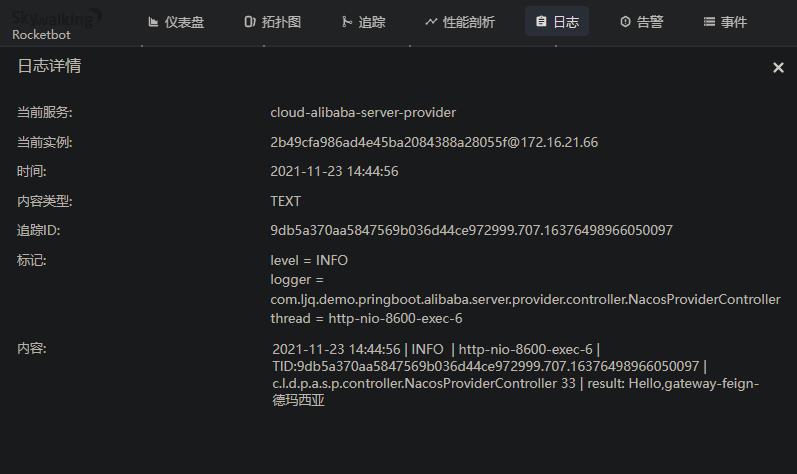 Skywalking
Rocketbot
仪表盘 拓扑图 追踪 性能剖析 日志 告警 事件
日志详情
当前服务: cloud-alibaba-server-provider
当前实例: 2b49cfa986ad4e45ba2084388a28055f@172.16.21.66
时间: 2021-11-23 14:44:56
内容类型: TEXT
追踪ID: 9db5a370aa5847569b036d44ce972999.707.16376498966050097
标记: level = INFO
logger =
com.ljq.demo.pringboot.alibaba.server.provider.controller.NacosProviderController
thread = http-nio-8600-exec-6
内容: 2021-11-23 14:44:56 | INFO  | http-nio-8600-exec-6 |
TID:9db5a370aa5847569b036d44ce972999.707.16376498966050097 |
c.l.d.p.a.s.p.controller.NacosProviderController 33 | result: Hello,gateway-feign-
德玛西亚